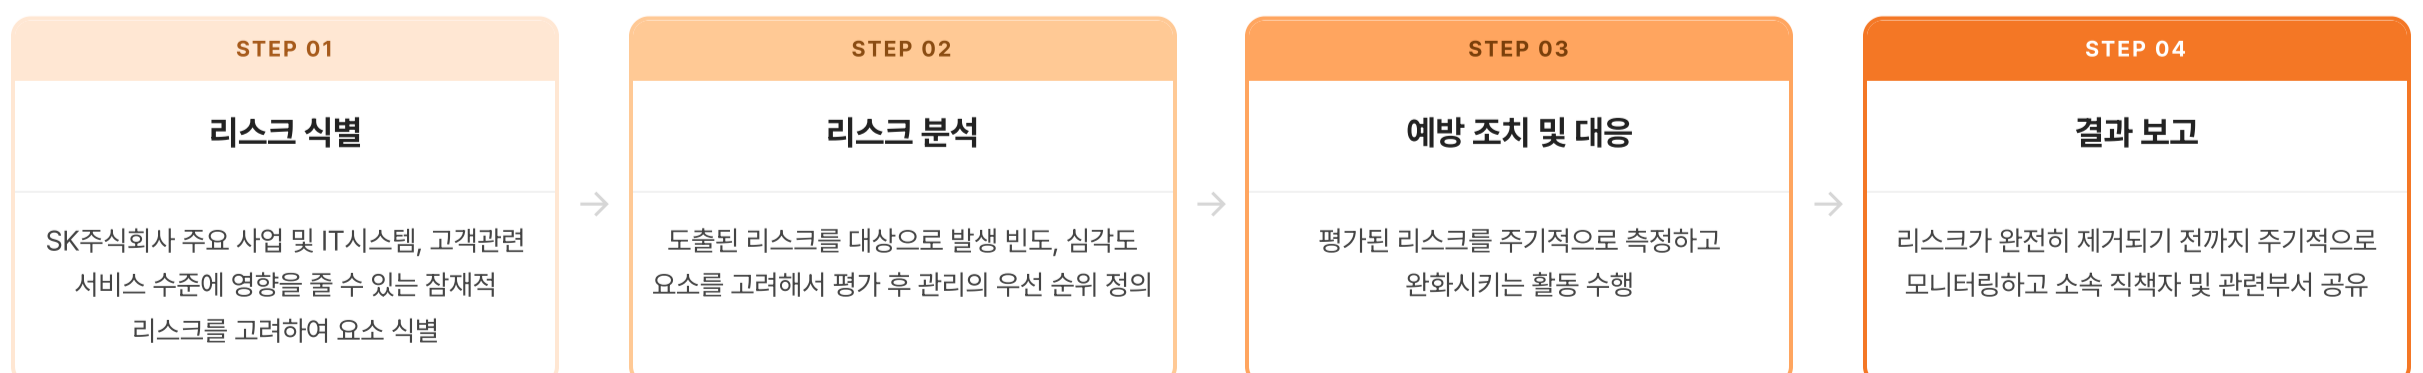 STEP 01
리스크 식별
SK주식회사 주요 사업 및 IT시스템, 고객관련
서비스 수준에 영향을 줄 수 있는 잠재적
리스크를 고려하여 요소 식별
STEP 02
리스크 분석
도출된 리스크를 대상으로 발생 빈도, 심각도
요소를 고려해서 평가 후 관리의 우선 순위 정의
STEP 03
예방 조치 및 대응
평가된 리스크를 주기적으로 측정하고
완화시키는 활동 수행
STEP 04
결과 보고
리스크가 완전히 제거되기 전까지 주기적으로
모니터링하고 소속 직책자 및 관련부서 공유